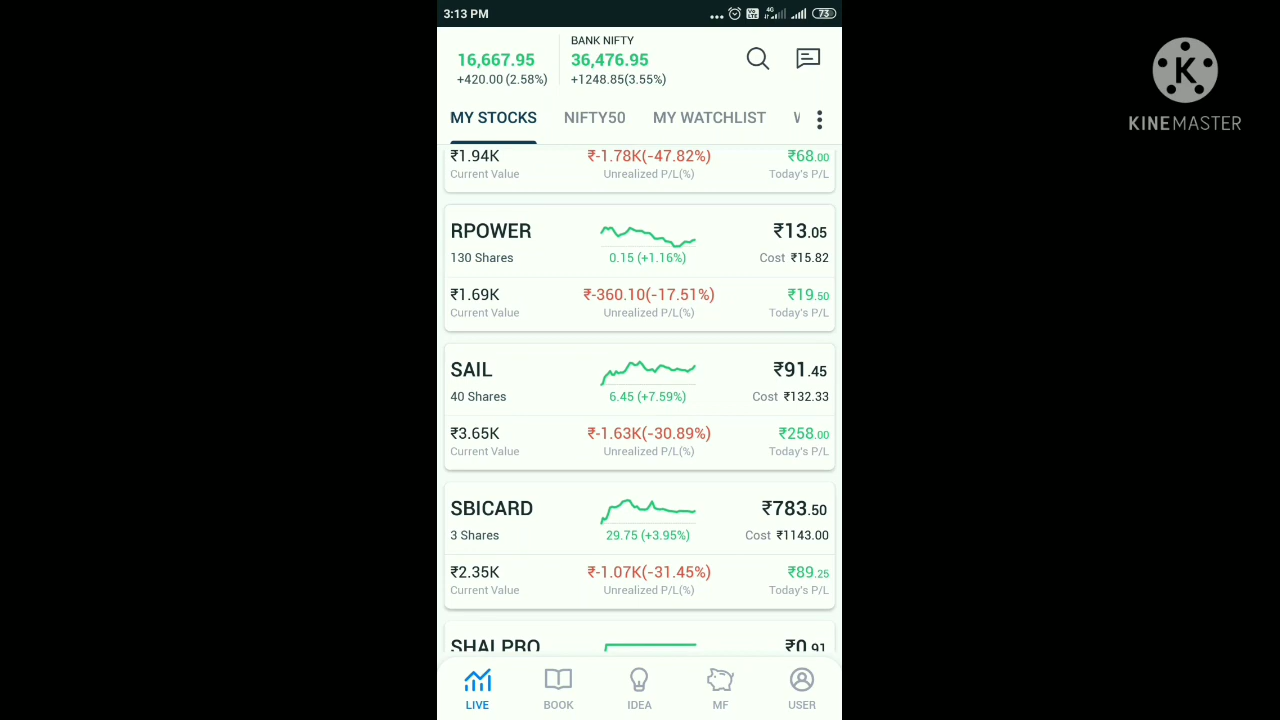 3:13 PM
4G
73
16,667.95
+420.00 (2.58%)
BANK NIFTY
36,476.95
+1248.85(3.55%)
MY STOCKS
NIFTY50
MY WATCHLIST
KINEMASTER
₹1.94K
₹-1.78K(-47.82%)
₹68.00
Current Value
Unrealized P/L(%)
Today's P/L
RPOWER
₹13.05
130 Shares
0.15 (+1.16%)
Cost ₹15.82
₹1.69K
₹-360.10(-17.51%)
₹19.50
Current Value
Unrealized P/L(%)
Today's P/L
SAIL
₹91.45
40 Shares
6.45 (+7.59%)
Cost ₹132.33
₹3.65K
₹-1.63K(-30.89%)
₹258.00
Current Value
Unrealized P/L(%)
Today's P/L
SBICARD
₹783.50
3 Shares
29.75 (+3.95%)
Cost ₹1143.00
₹2.35K
₹-1.07K(-31.45%)
₹89.25
Current Value
Unrealized P/L(%)
Today's P/L
SHALPRO
₹0.91
LIVE
BOOK
IDEA
MF
USER